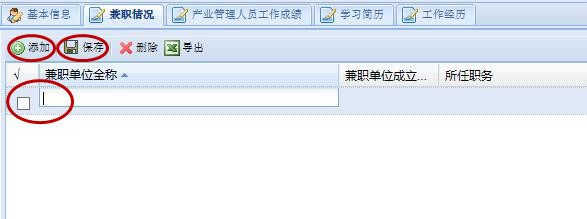 基本信息 兼职情况 产业管理人员工作成绩 学习简历 工作经历
添加 保存 删除 导出
√ 兼职单位全称 兼职单位成立... 所任职务